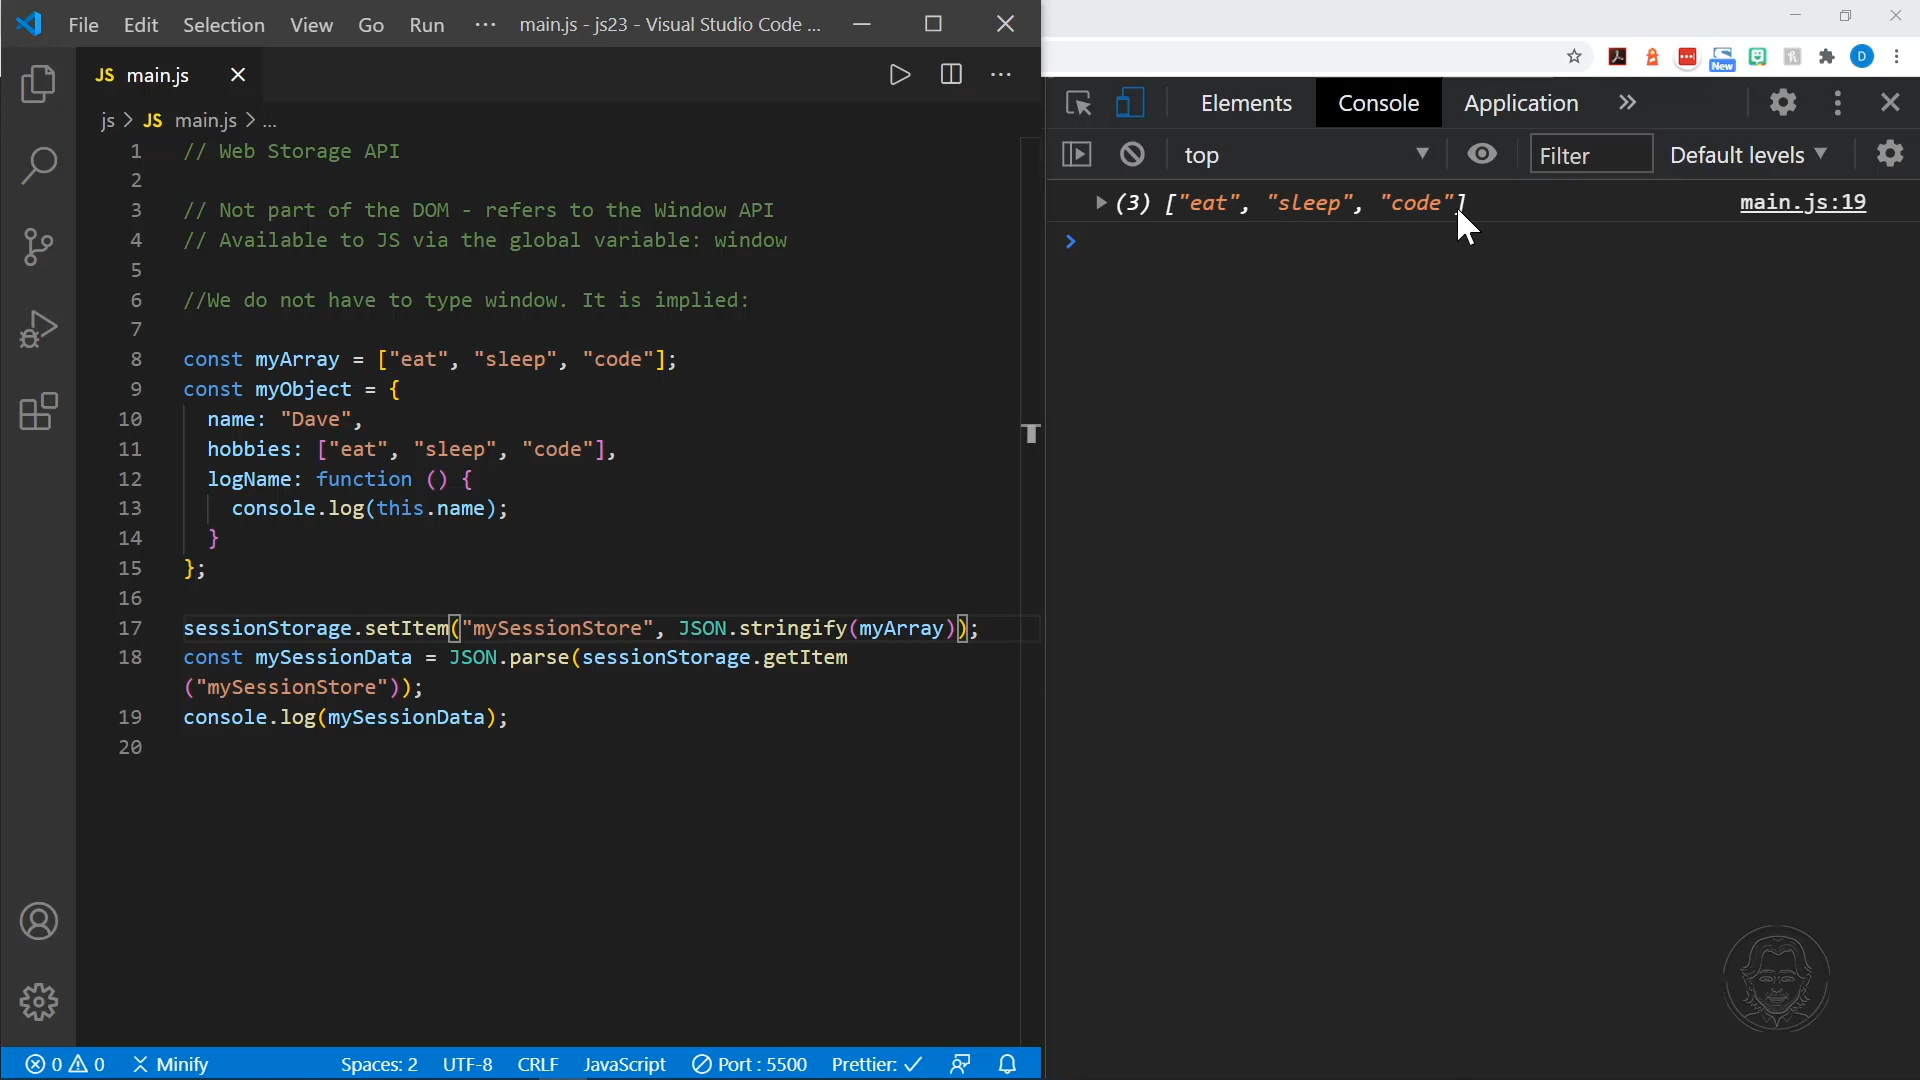 File Edit Selection View Go Run ··· main.js - js23 - Visual Studio Code ...
JS main.js
js > JS main.js > ...
1 // Web Storage API
2
3 // Not part of the DOM - refers to the Window API
4 // Available to JS via the global variable: window
5
6 //We do not have to type window. It is implied:
7
8 const myArray = ["eat", "sleep", "code"];
9 const myObject = {
10 name: "Dave",
11 hobbies: ["eat", "sleep", "code"],
12 logName: function () {
13 console.log(this.name);
14 }
15 };
16
17 sessionStorage.setItem("mySessionStore", JSON.stringify(myArray));
18 const mySessionData = JSON.parse(sessionStorage.getItem
("mySessionStore"));
19 console.log(mySessionData);
20
0 0 Minify Spaces: 2 UTF-8 CRLF JavaScript Port : 5500 Prettier: ✓
New D
Elements Console Application »
top Filter Default levels
(3) ["eat", "sleep", "code"] main.js:19
>